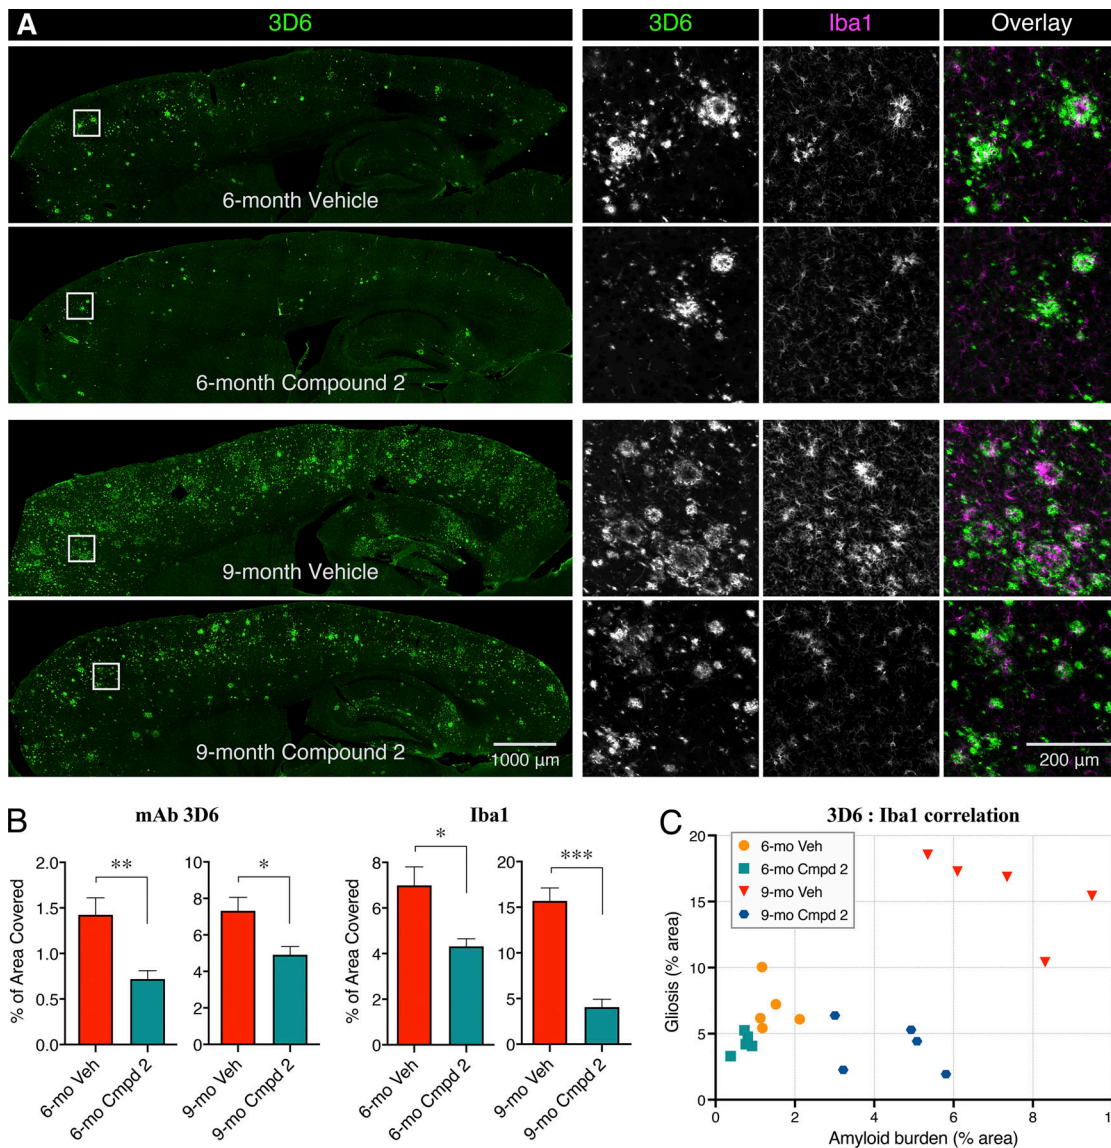 A 3D6 3D6 Iba1 Overlay
6-month Vehicle
6-month Compound 2
9-month Vehicle
9-month Compound 2
1000 µm
200 µm
B mAb 3D6 Iba1
% of Area Covered
2.0
1.5
1.0
0.5
0.0
**
6-mo Veh
6-mo Cmpd 2
10
8
6
4
2
0
*
9-mo Veh
9-mo Cmpd 2
% of Area Covered
8
6
4
2
0
*
6-mo Veh
6-mo Cmpd 2
20
15
10
5
0
***
9-mo Veh
9-mo Cmpd 2
C 3D6 : Iba1 correlation
6-mo Veh
6-mo Cmpd 2
9-mo Veh
9-mo Cmpd 2
Gliosis (% area)
20
15
10
5
0
0 2 4 6 8
Amyloid burden (% area)